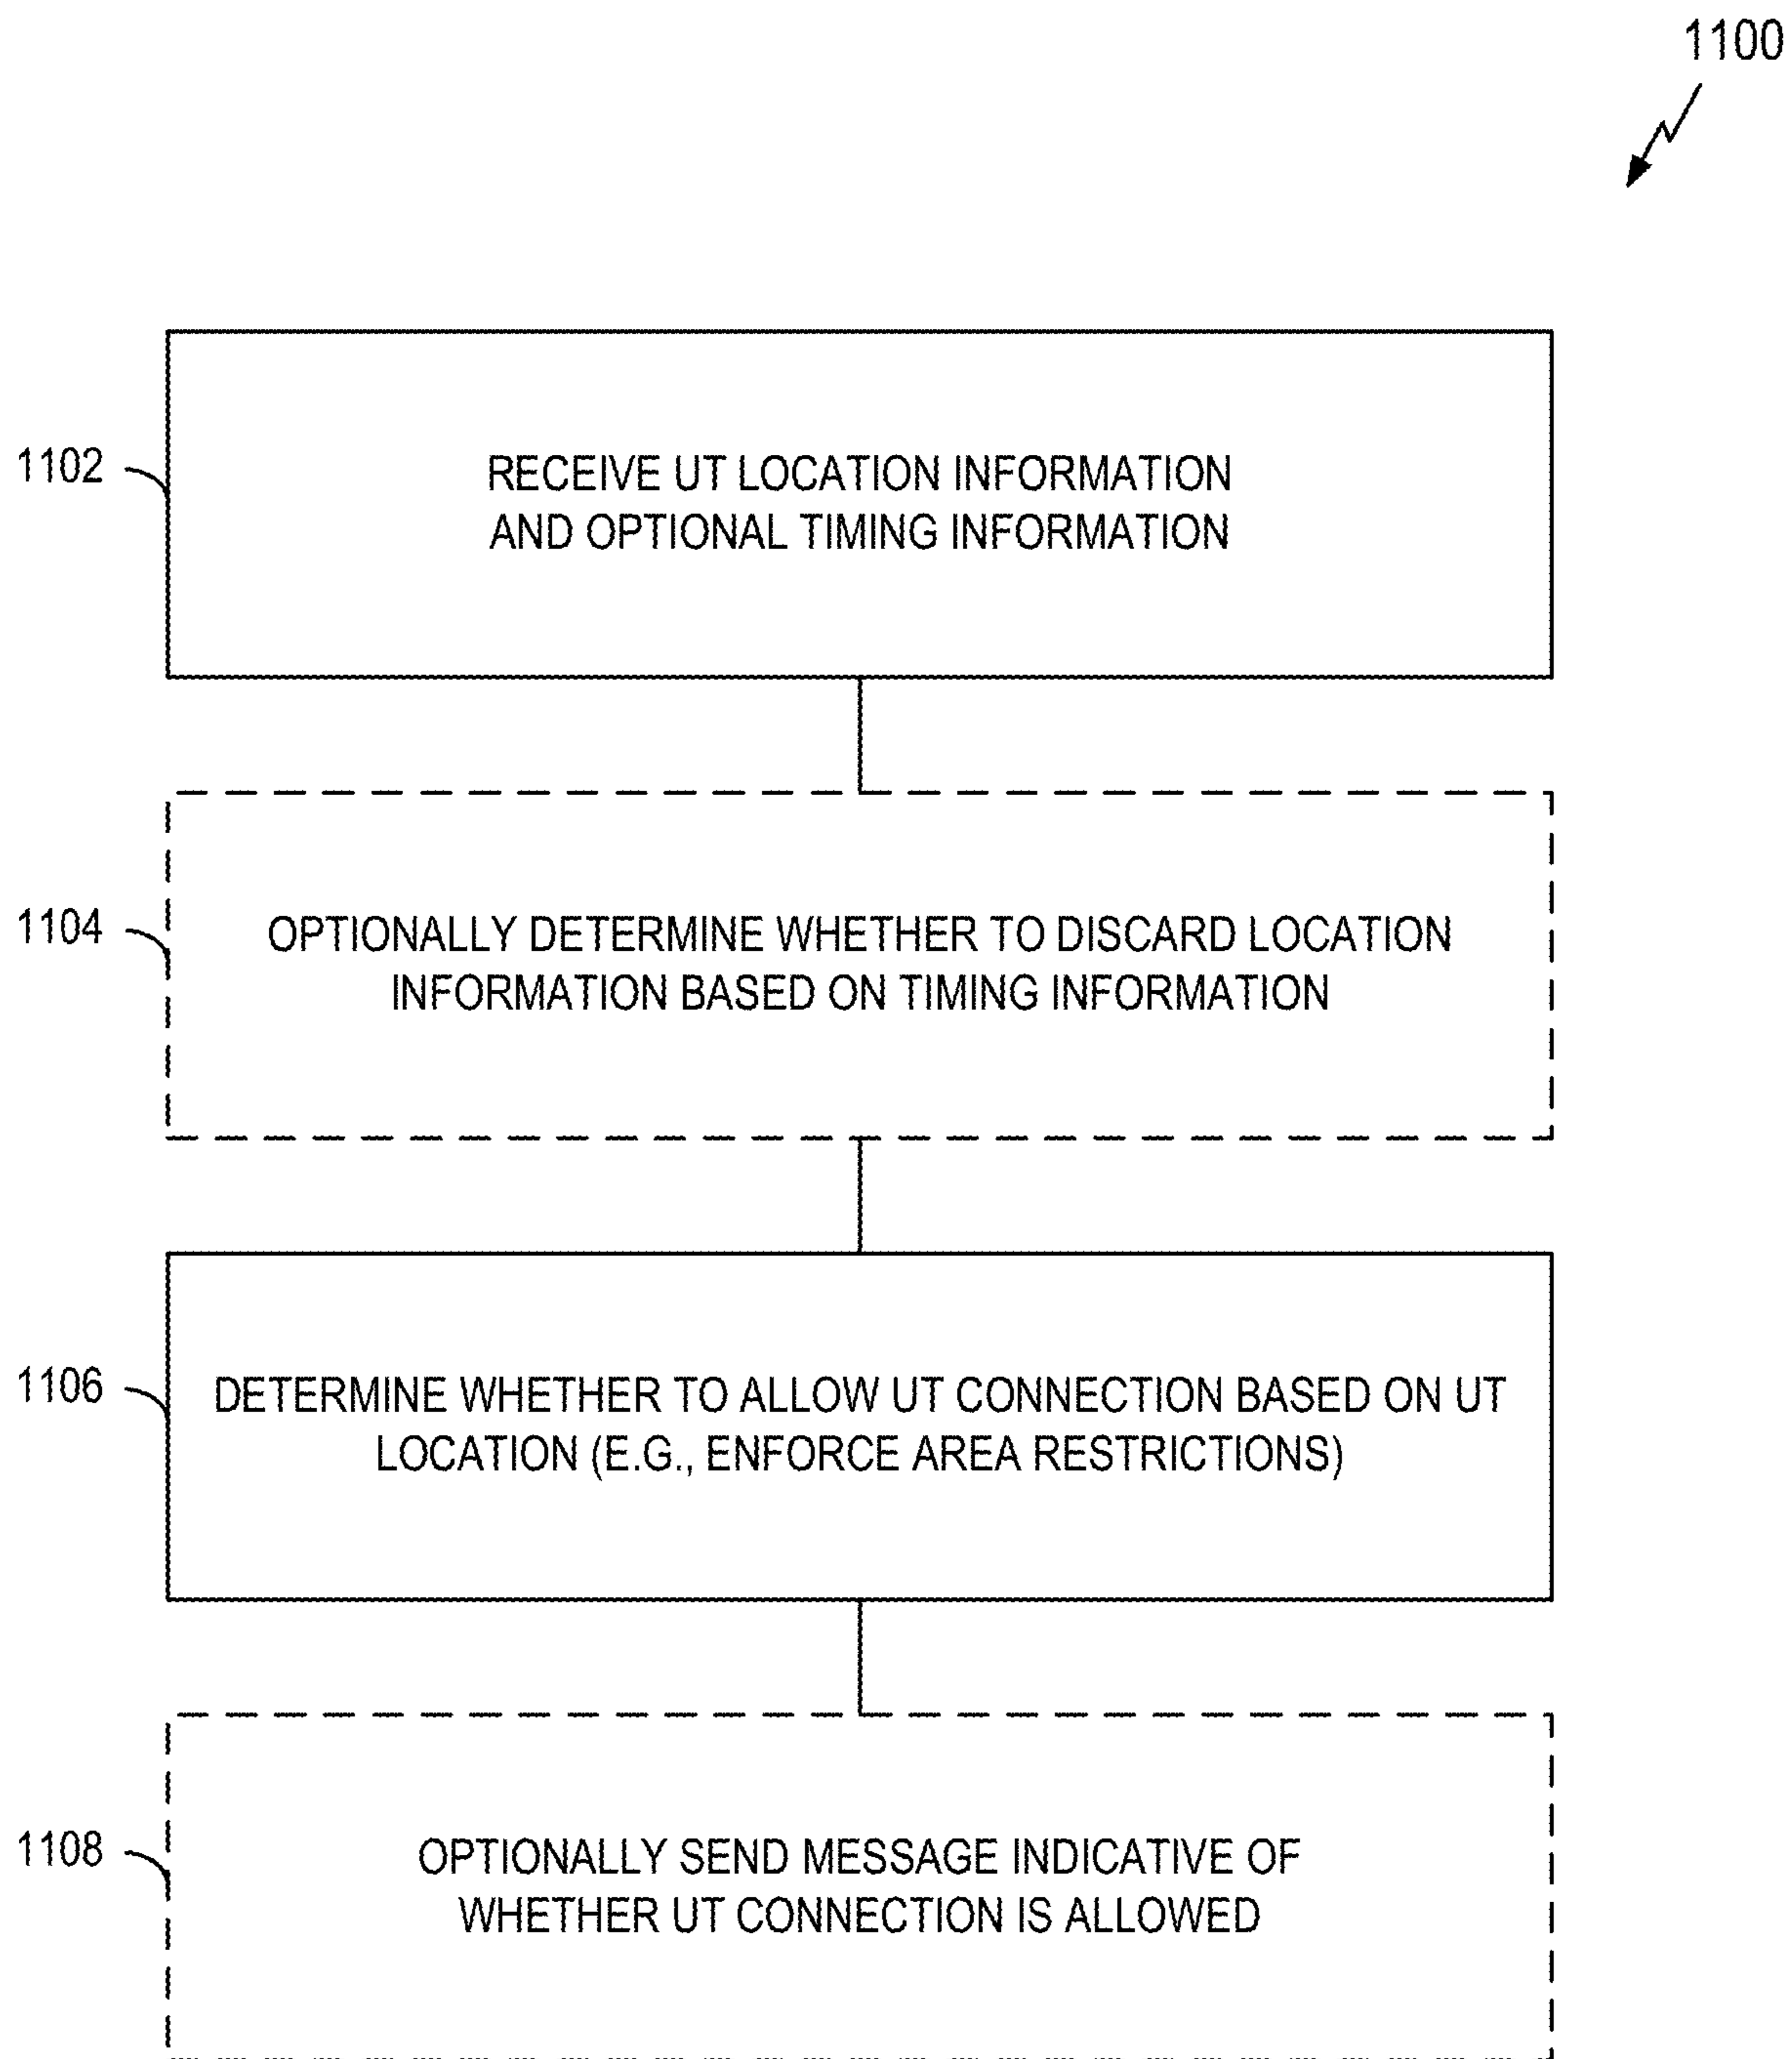 1100
1102
RECEIVE UT LOCATION INFORMATION
AND OPTIONAL TIMING INFORMATION
1104
OPTIONALLY DETERMINE WHETHER TO DISCARD LOCATION
INFORMATION BASED ON TIMING INFORMATION
1106
DETERMINE WHETHER TO ALLOW UT CONNECTION BASED ON UT
LOCATION (E.G., ENFORCE AREA RESTRICTIONS)
1108
OPTIONALLY SEND MESSAGE INDICATIVE OF
WHETHER UT CONNECTION IS ALLOWED